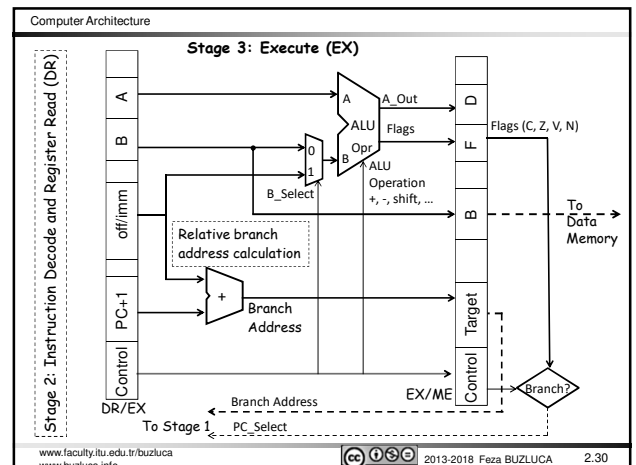 Computer Architecture
Stage 3: Execute (EX)
Stage 2: Instruction Decode and Register Read (DR)
A
B
off/imm
PC+1
Control
DR/EX
A
ALU
B
Opr
0
1
B_Select
A_Out
Flags
ALU
Operation
+, -, shift, ...
Relative branch
address calculation
+
Branch
Address
D
F
B
Target
Control
EX/ME
Flags (C, Z, V, N)
To
Data
Memory
Branch?
Branch Address
To Stage 1
PC_Select
www.faculty.itu.edu.tr/buzluca
www.buzluca.info
cc
2013-2018 Feza BUZLUCA
2.30